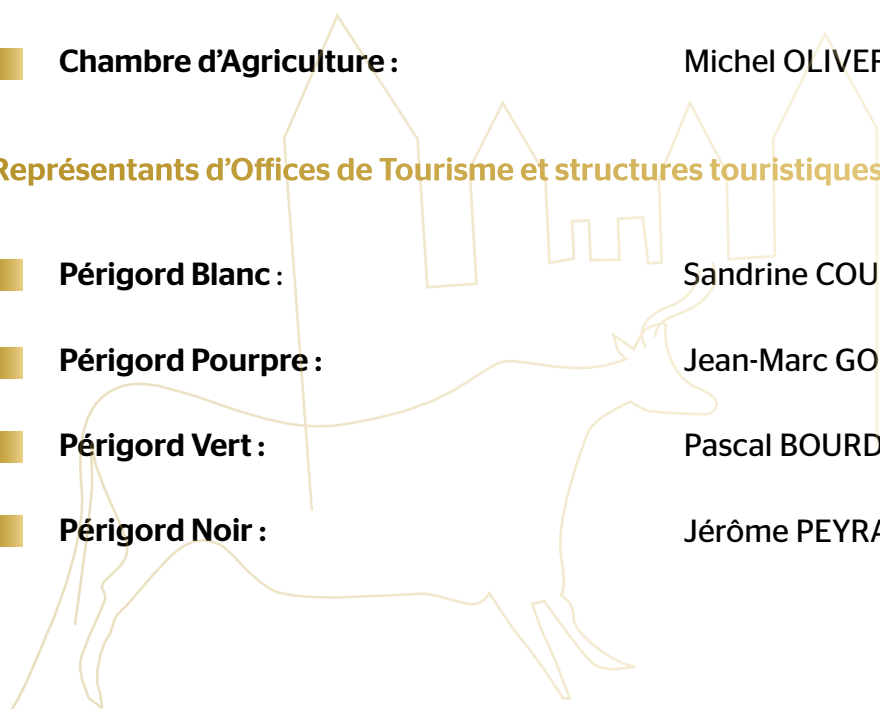 Chambre d’Agriculture : Michel OLIVER
Représentants d’Offices de Tourisme et structures touristiques
Périgord Blanc : Sandrine COU
Périgord Pourpre : Jean-Marc GO
Périgord Vert : Pascal BOURD
Périgord Noir : Jérôme PEYRA